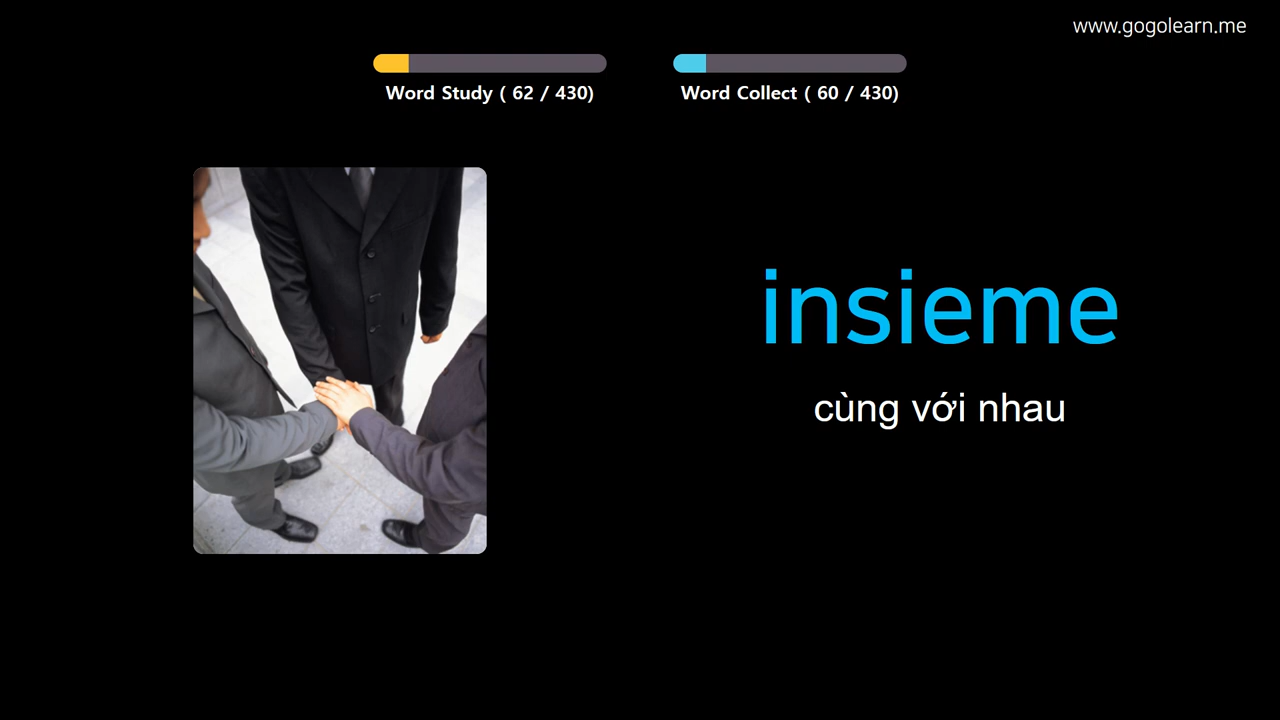 www.gogolearn.me
Word Study ( 62 / 430)
Word Collect ( 60 / 430)
insieme
cùng với nhau